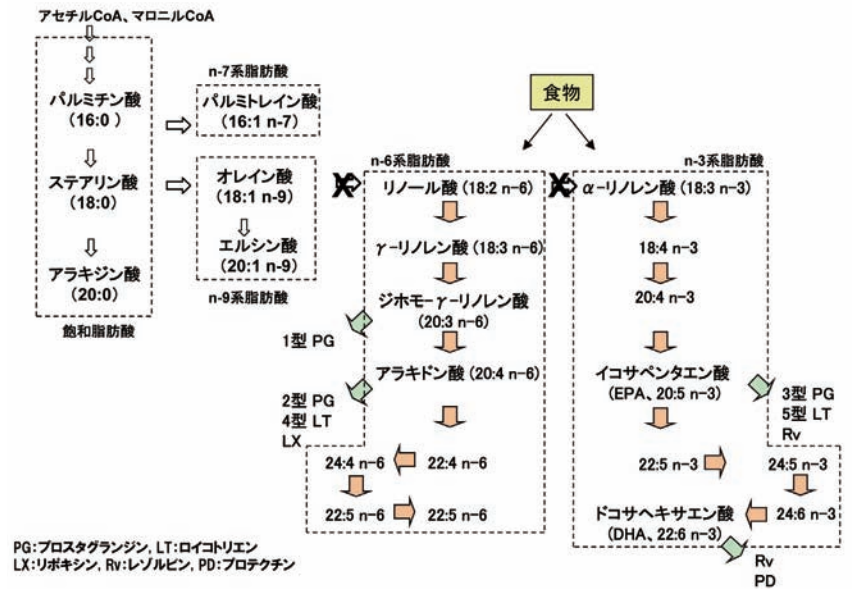 アセチルCoA、マロニルCoA
パルミチン酸
(16:0 )
ステアリン酸
(18:0)
アラキジン酸
(20:0)
飽和脂肪酸
n-7系脂肪酸
パルミトレイン酸
(16:1 n-7)
オレイン酸
(18:1 n-9)
エルシン酸
(20:1 n-9)
n-9系脂肪酸
食物
n-6系脂肪酸
リノール酸 (18:2 n-6)
γ-リノレン酸 (18:3 n-6)
ジホモ-γ-リノレン酸
(20:3 n-6)
1型 PG
アラキドン酸 (20:4 n-6)
2型 PG
4型 LT
LX
24:4 n-6
22:4 n-6
22:5 n-6
22:5 n-6
n-3系脂肪酸
α-リノレン酸 (18:3 n-3)
18:4 n-3
20:4 n-3
イコサペンタエン酸
(EPA、20:5 n-3)
3型 PG
5型 LT
Rv
22:5 n-3
24:5 n-3
ドコサヘキサエン酸
(DHA、22:6 n-3)
24:6 n-3
Rv
PD
PG:プロスタグランジン, LT:ロイコトリエン
LX:リポキシン, Rv:レゾルビン, PD:プロテクチン